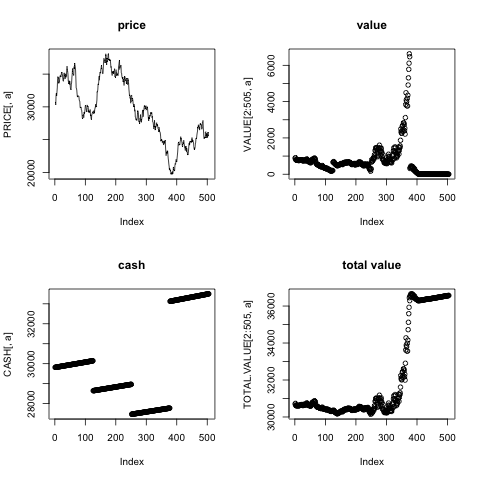 price
PRICE[, a]
20000
30000
0 100 200 300 400 500
Index
value
VALUE[2:505, a]
0
2000
4000
6000
0 100 200 300 400 500
Index
cash
CASH[, a]
28000
30000
32000
0 100 200 300 400 500
Index
total value
TOTAL.VALUE[2:505, a]
30000
32000
34000
36000
0 100 200 300 400 500
Index